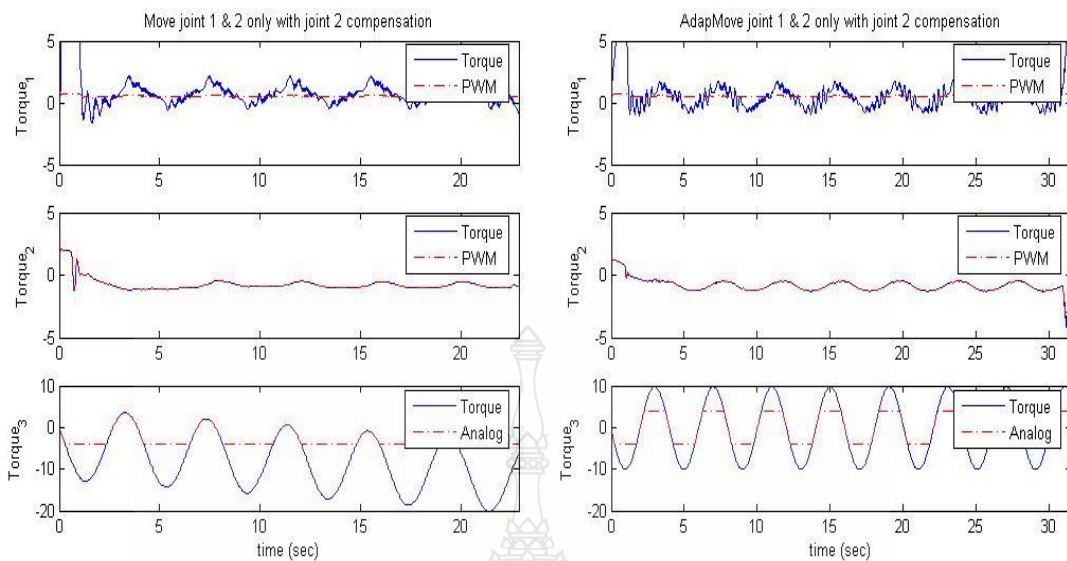 Move joint 1 & 2 only with joint 2 compensation
5
0
-5
Torque1
Torque
PWM
0 5 10 15 20
5
0
-5
Torque2
Torque
PWM
0 5 10 15 20
10
0
-10
-20
Torque3
Torque
Analog
0 5 10 15 20
time (sec)
AdapMove joint 1 & 2 only with joint 2 compensation
5
0
-5
Torque1
Torque
PWM
0 5 10 15 20 25 30
5
0
-5
Torque2
Torque
PWM
0 5 10 15 20 25 30
10
0
-10
-20
Torque3
Torque
Analog
0 5 10 15 20 25 30
time (sec)